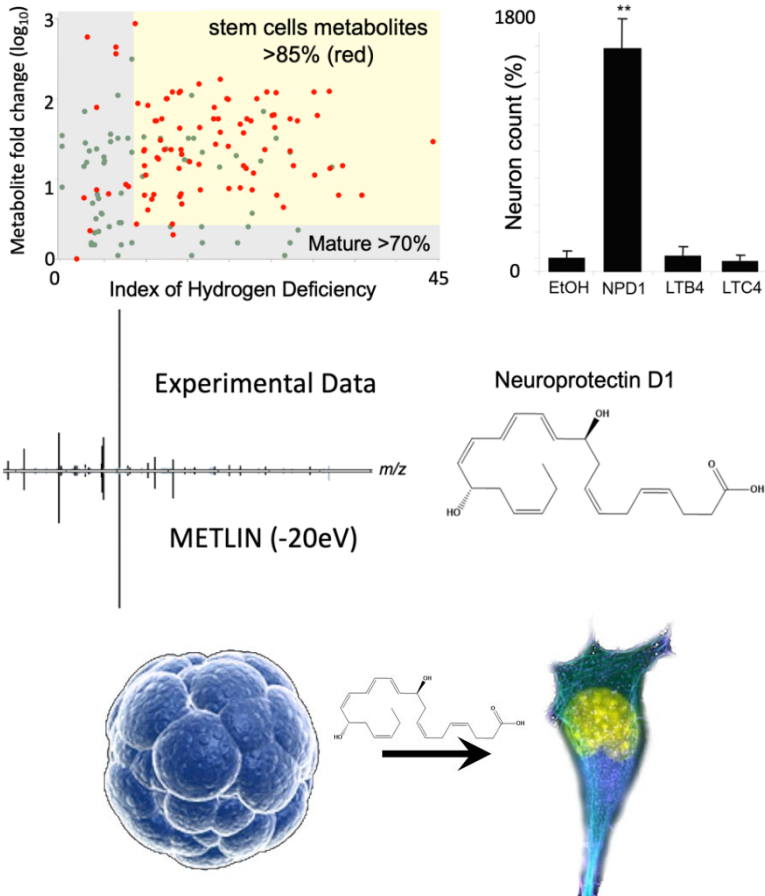 Metabolite fold change (log10)
3
2
1
0
stem cells metabolites
>85% (red)
Mature >70%
0
45
Index of Hydrogen Deficiency
Neuron count (%)
1800
0
**
EtOH
NPD1
LTB4
LTC4
Experimental Data
m/z
METLIN (-20eV)
Neuroprotectin D1
OH
HO
O
OH
OH
HO
O
OH